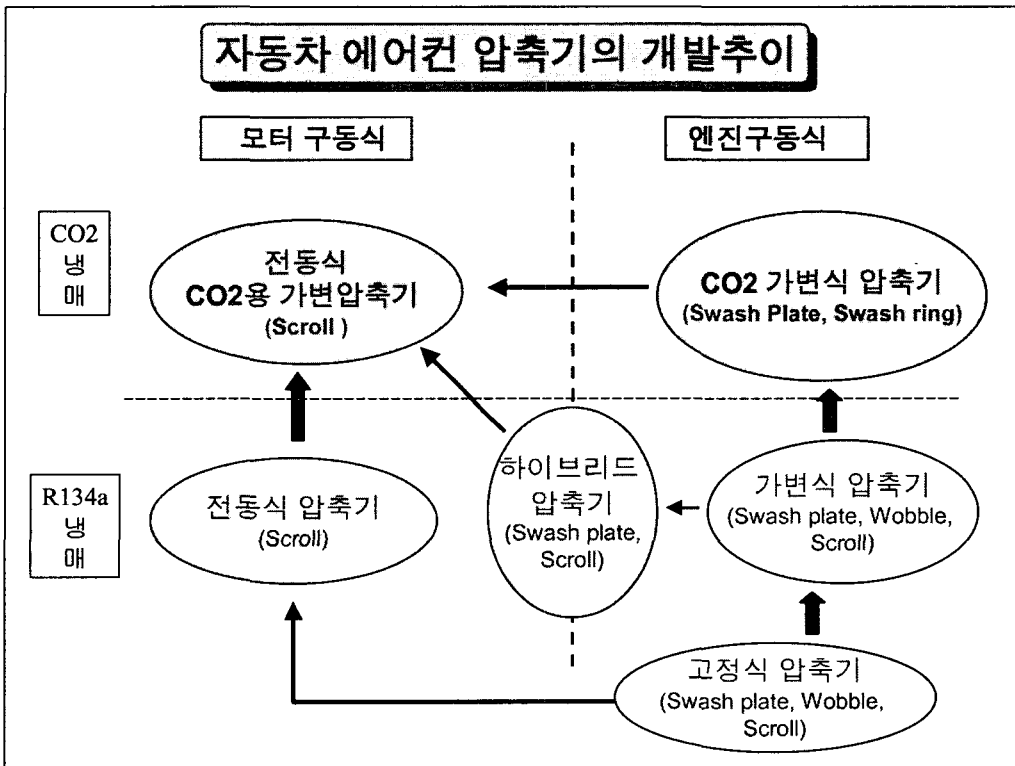 자동차 에어컨 압축기의 개발추이
모터 구동식
엔진구동식
CO2
냉
매
전동식
CO2용 가변압축기
(Scroll )
CO2 가변식 압축기
(Swash Plate, Swash ring)
R134a
냉
매
전동식 압축기
(Scroll)
하이브리드
압축기
(Swash plate,
Scroll)
가변식 압축기
(Swash plate, Wobble,
Scroll)
고정식 압축기
(Swash plate, Wobble,
Scroll)